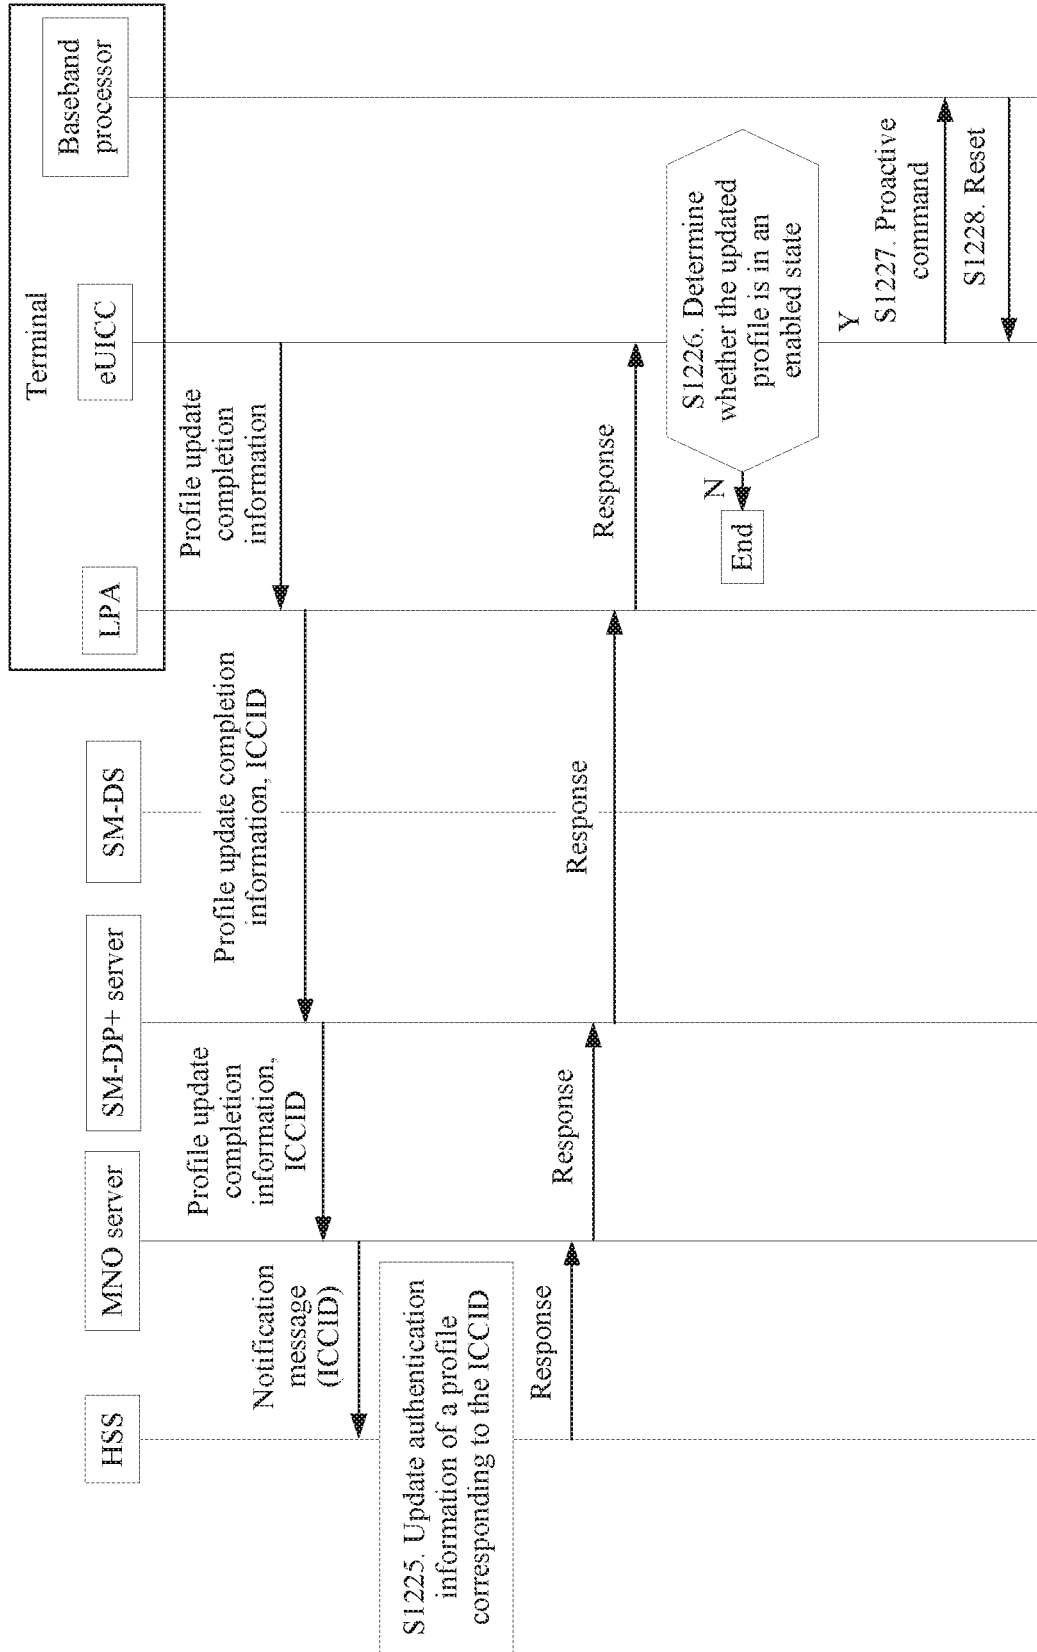 Terminal
HSS
MNO server
SM-DP+ server
SM-DS
LPA
eUICC
Baseband
processor
Profile update
completion
information
Profile update completion
information, ICCID
Profile update
completion
information,
ICCID
Notification
message
(ICCID)
S1225. Update authentication
information of a profile
corresponding to the ICCID
Response
Response
Response
Response
S1226. Determine
whether the updated
profile is in an
enabled state
N
End
Y
S1227. Proactive
command
S1228. Reset